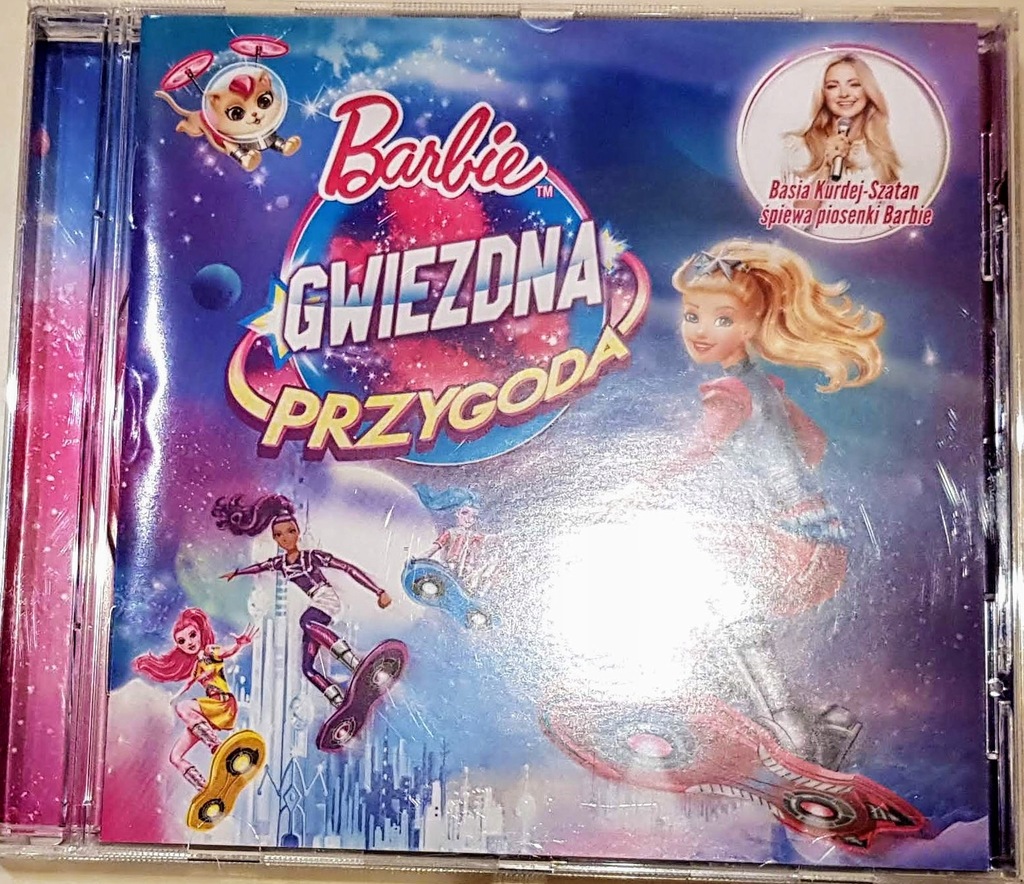 Barbie™
GWIEZDNA
PRZYGODA
Basia Kurdej-Szatan
śpiewa piosenki Barbie